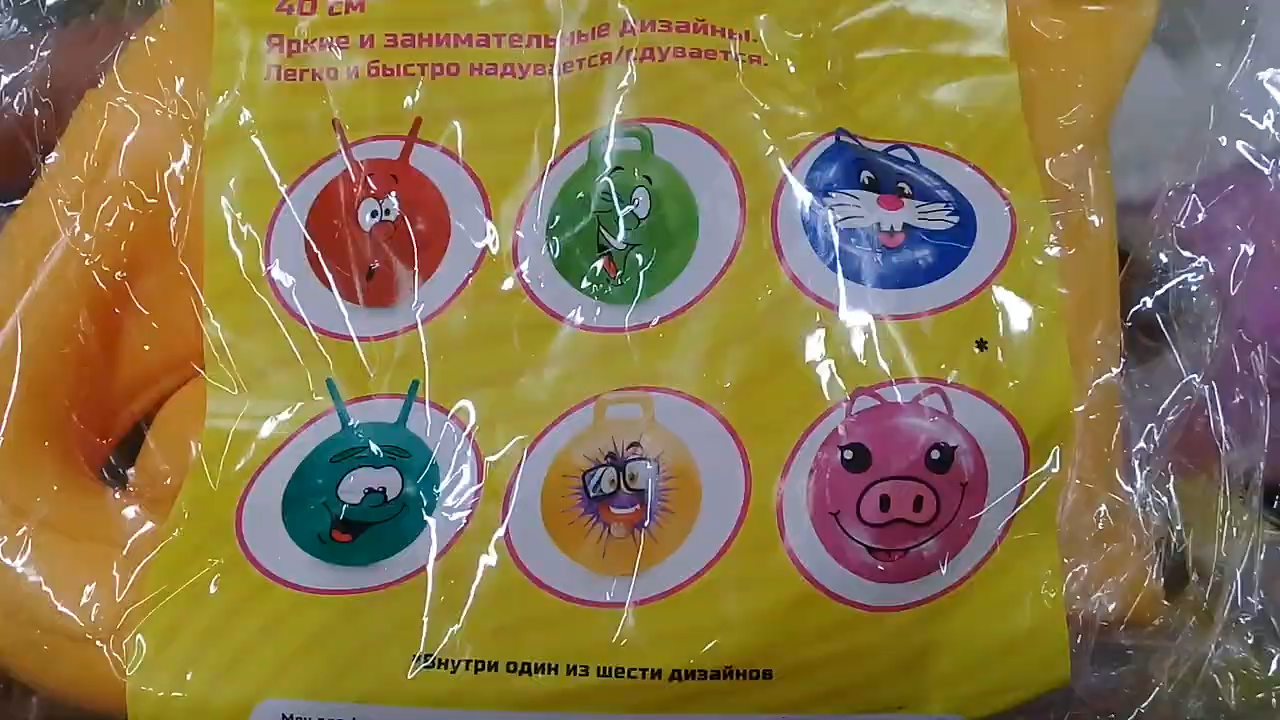 40 см
Яркие и занимательные дизайны.
Легко и быстро надувается/сдувается.
*
*Внутри один из шести дизайнов